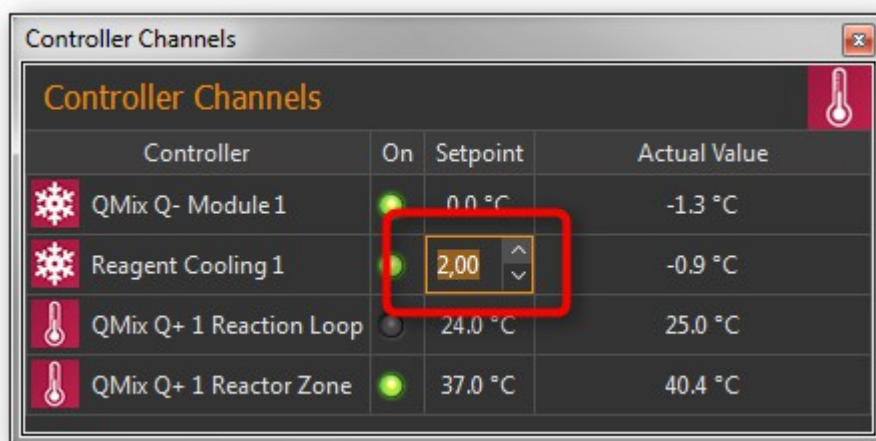 Controller Channels
Controller Channels
Controller On Setpoint Actual Value
QMix Q- Module 1 0.0 °C -1.3 °C
Reagent Cooling 1 2,00 -0.9 °C
QMix Q+ 1 Reaction Loop 24.0 °C 25.0 °C
QMix Q+ 1 Reactor Zone 37.0 °C 40.4 °C